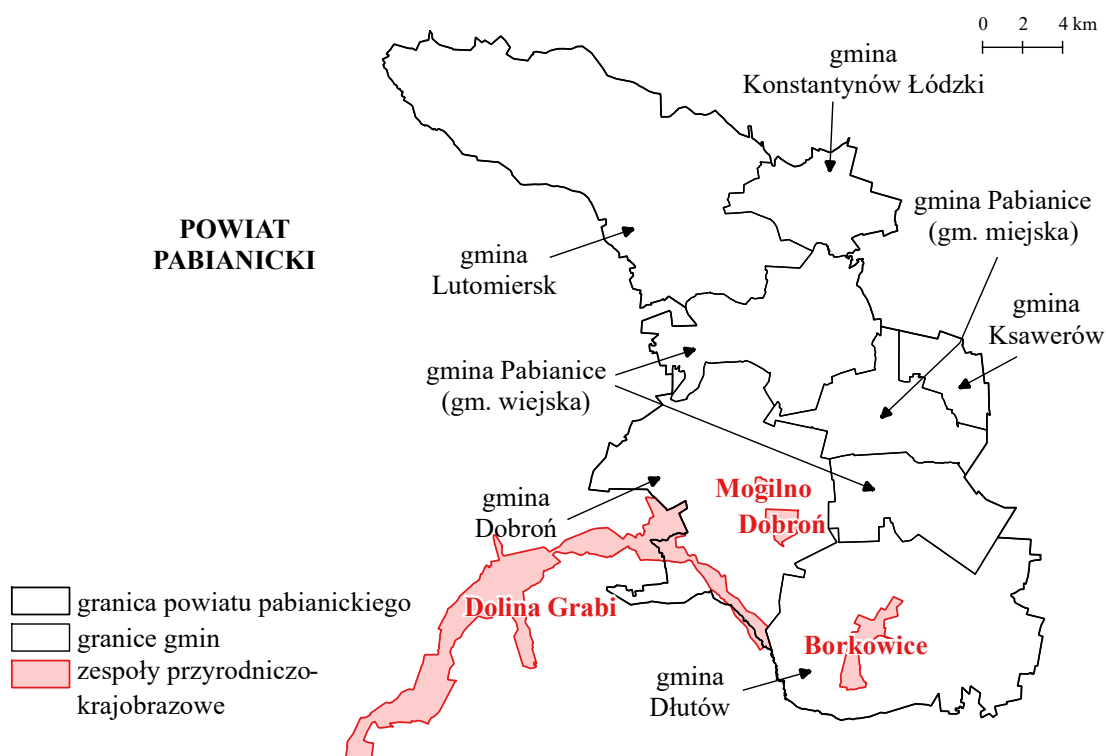 0 2 4 km
gmina
Konstantynów Łódzki
gmina Pabianice
(gm. miejska)
POWIAT
PABIANICKI
gmina
Lutomiersk
gmina
Ksawerów
gmina Pabianice
(gm. wiejska)
Mogilno
gmina
Dobroń
Dobroń
granica powiatu pabianickiego
granice gmin
zespoły przyrodniczo-
krajobrazowe
Dolina Grabi
Borkowice
gmina
Dłutów